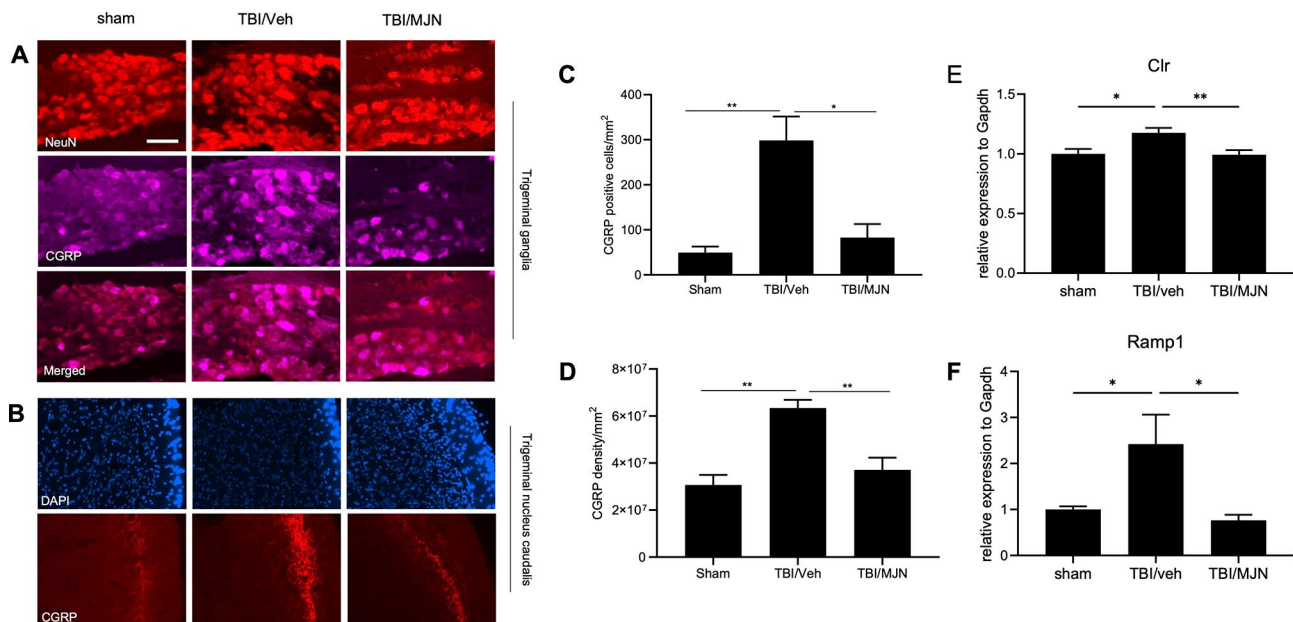 sham TBI/Veh TBI/MJN
A
NeuN
CGRP
Merged
Trigeminal ganglia
B
DAPI
CGRP
Trigeminal nucleus caudalis
C
CGRP positive cells/mm²
400
300
200
100
0
** *
Sham TBI/Veh TBI/MJN
D
CGRP density/mm²
8×10⁷
6×10⁷
4×10⁷
2×10⁷
0
** **
Sham TBI/Veh TBI/MJN
E
Clr
relative expression to Gapdh
1.5
1.0
0.5
0.0
* **
sham TBI/veh TBI/MJN
F
Ramp1
relative expression to Gapdh
4
3
2
1
0
* *
sham TBI/veh TBI/MJN